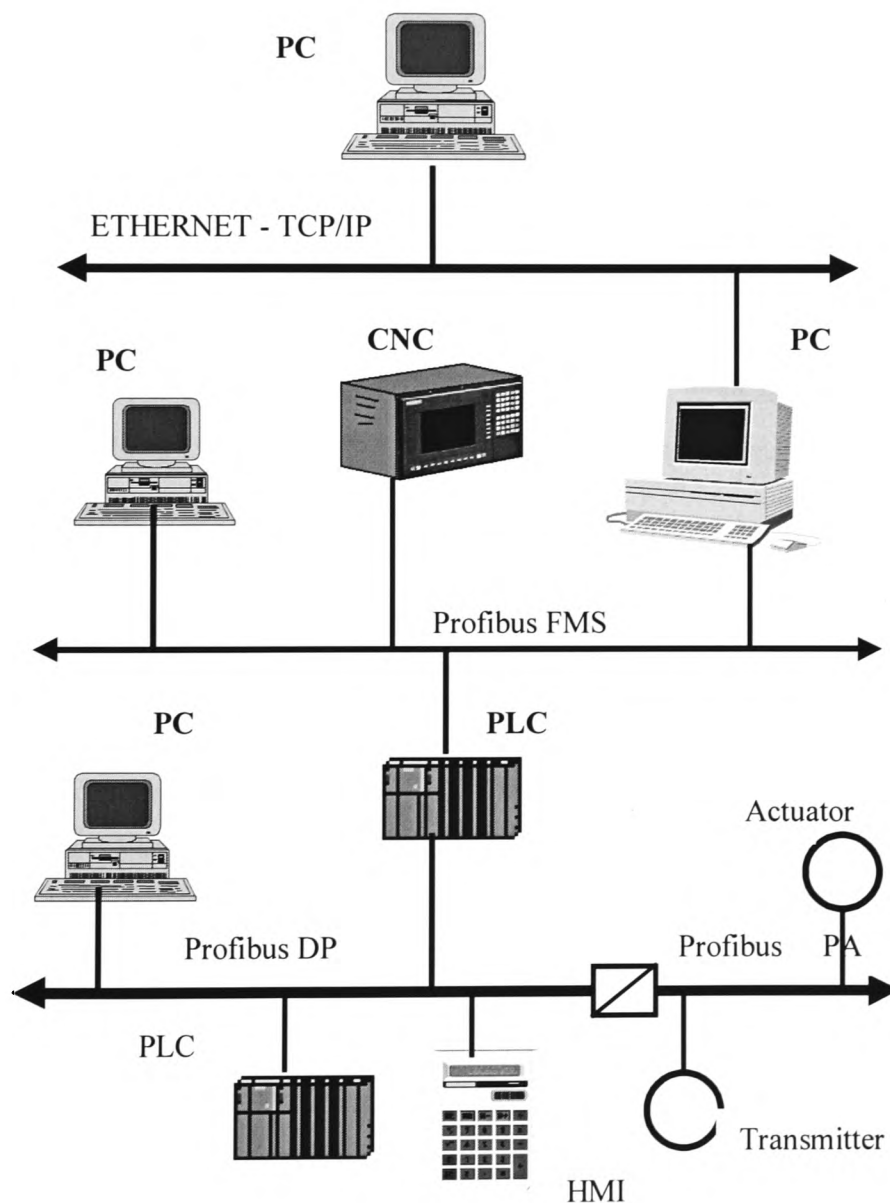 PC
ETHERNET - TCP/IP
PC
CNC
PC
Profibus FMS
PC
PLC
Actuator
Profibus DP
Profibus PA
PLC
Transmitter
HMI